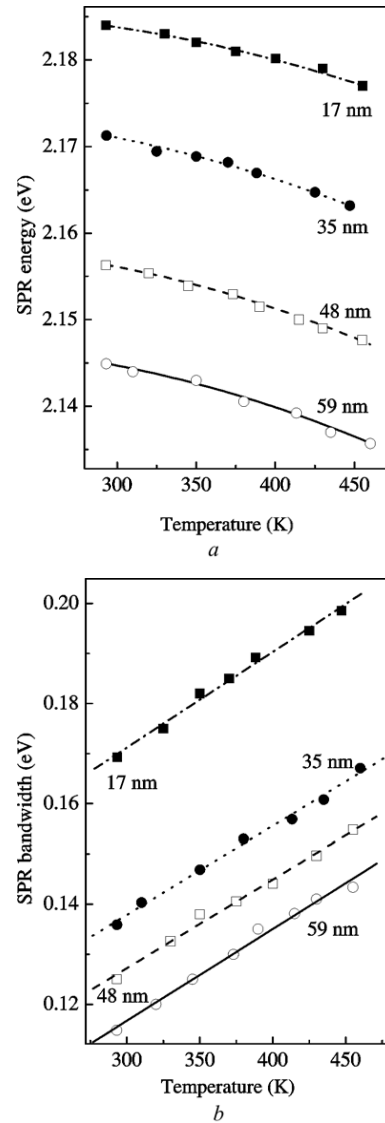 2.18
2.17
2.16
2.15
2.14
SPR energy (eV)
17 nm
35 nm
48 nm
59 nm
300 350 400 450
Temperature (K)
a
0.20
0.18
0.16
0.14
0.12
SPR bandwidth (eV)
17 nm
35 nm
48 nm
59 nm
300 350 400 450
Temperature (K)
b